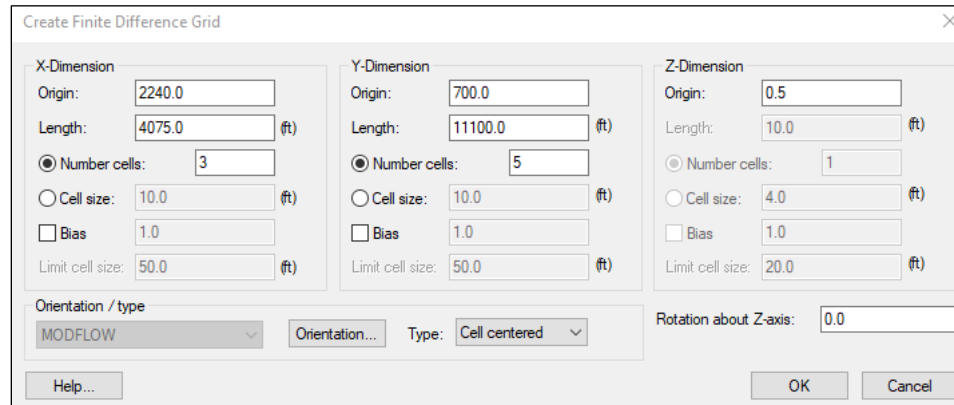 Create Finite Difference Grid
X-Dimension
Origin: 2240.0
Length: 4075.0 (ft)
Number cells: 3
Cell size: 10.0 (ft)
Bias 1.0
Limit cell size: 50.0 (ft)
Y-Dimension
Origin: 700.0
Length: 11100.0 (ft)
Number cells: 5
Cell size: 10.0 (ft)
Bias 1.0
Limit cell size: 50.0 (ft)
Z-Dimension
Origin: 0.5
Length: 10.0 (ft)
Number cells: 1
Cell size: 4.0 (ft)
Bias 1.0
Limit cell size: 20.0 (ft)
Orientation / type
MODFLOW Orientation... Type: Cell centered
Rotation about Z-axis: 0.0
Help... OK Cancel